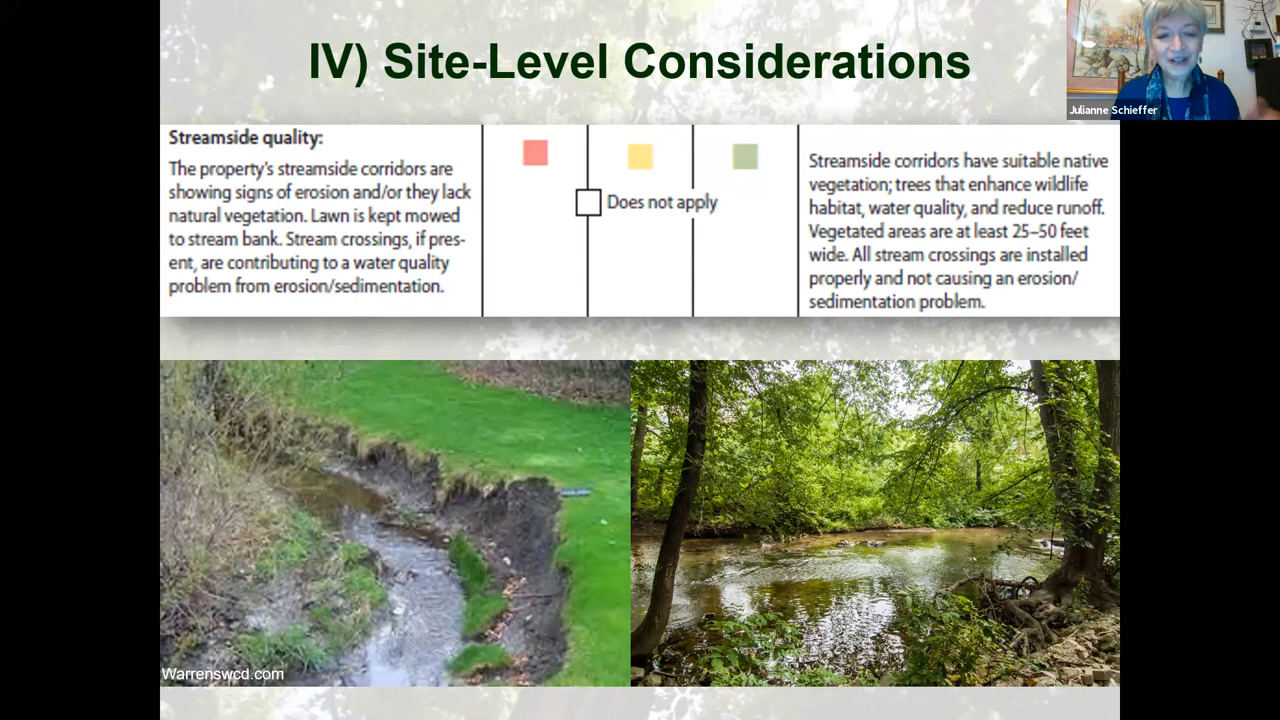 IV) Site-Level Considerations
Julianne Schieffer
Streamside quality:
The property's streamside corridors are
showing signs of erosion and/or they lack
natural vegetation. Lawn is kept mowed
to stream bank. Stream crossings, if pres-
ent, are contributing to a water quality
problem from erosion/sedimentation.
Does not apply
Streamside corridors have suitable native
vegetation; trees that enhance wildlife
habitat, water quality, and reduce runoff.
Vegetated areas are at least 25–50 feet
wide. All stream crossings are installed
properly and not causing an erosion/
sedimentation problem.
Warrenswcd.com